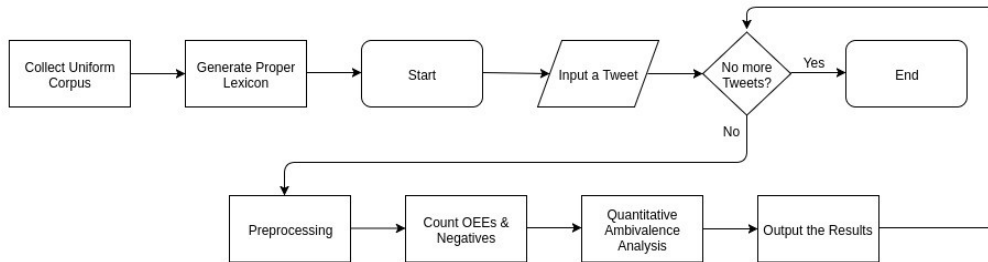 Collect Uniform
Corpus
Generate Proper
Lexicon
Start
Input a Tweet
No more
Tweets?
Yes
End
No
Preprocessing
Count OEEs &
Negatives
Quantitative
Ambivalence
Analysis
Output the Results